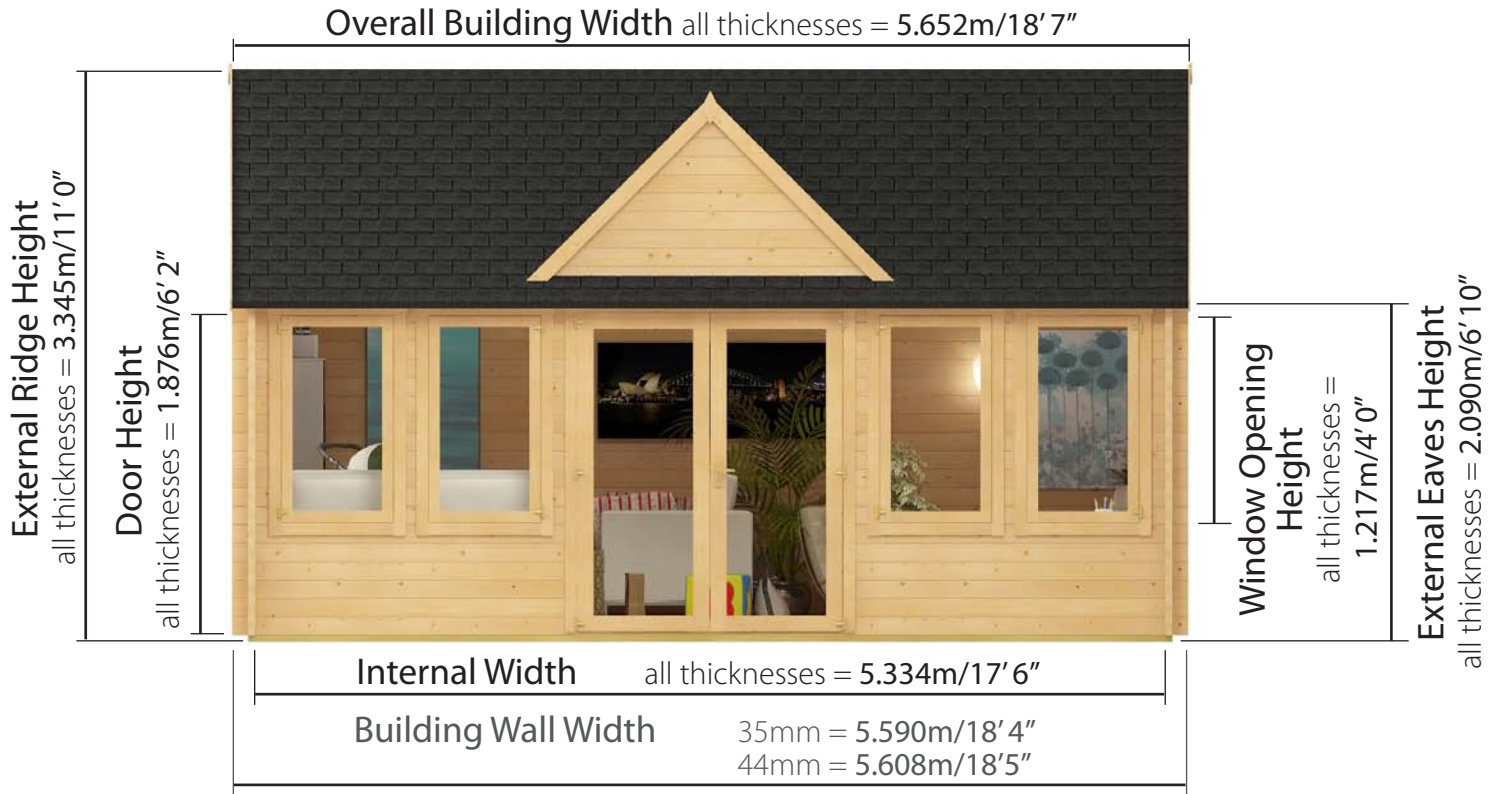 Overall Building Width all thicknesses = 5.652m/18’ 7”
External Ridge Height
all thicknesses = 3.345m/11’ 0”
Door Height
all thicknesses = 1.876m/6’ 2”
Window Opening
Height
all thicknesses =
1.217m/4’ 0”
External Eaves Height
all thicknesses = 2.090m/6’ 10”
Internal Width all thicknesses = 5.334m/17’ 6”
Building Wall Width 35mm = 5.590m/18’ 4”
44mm = 5.608m/18’5”